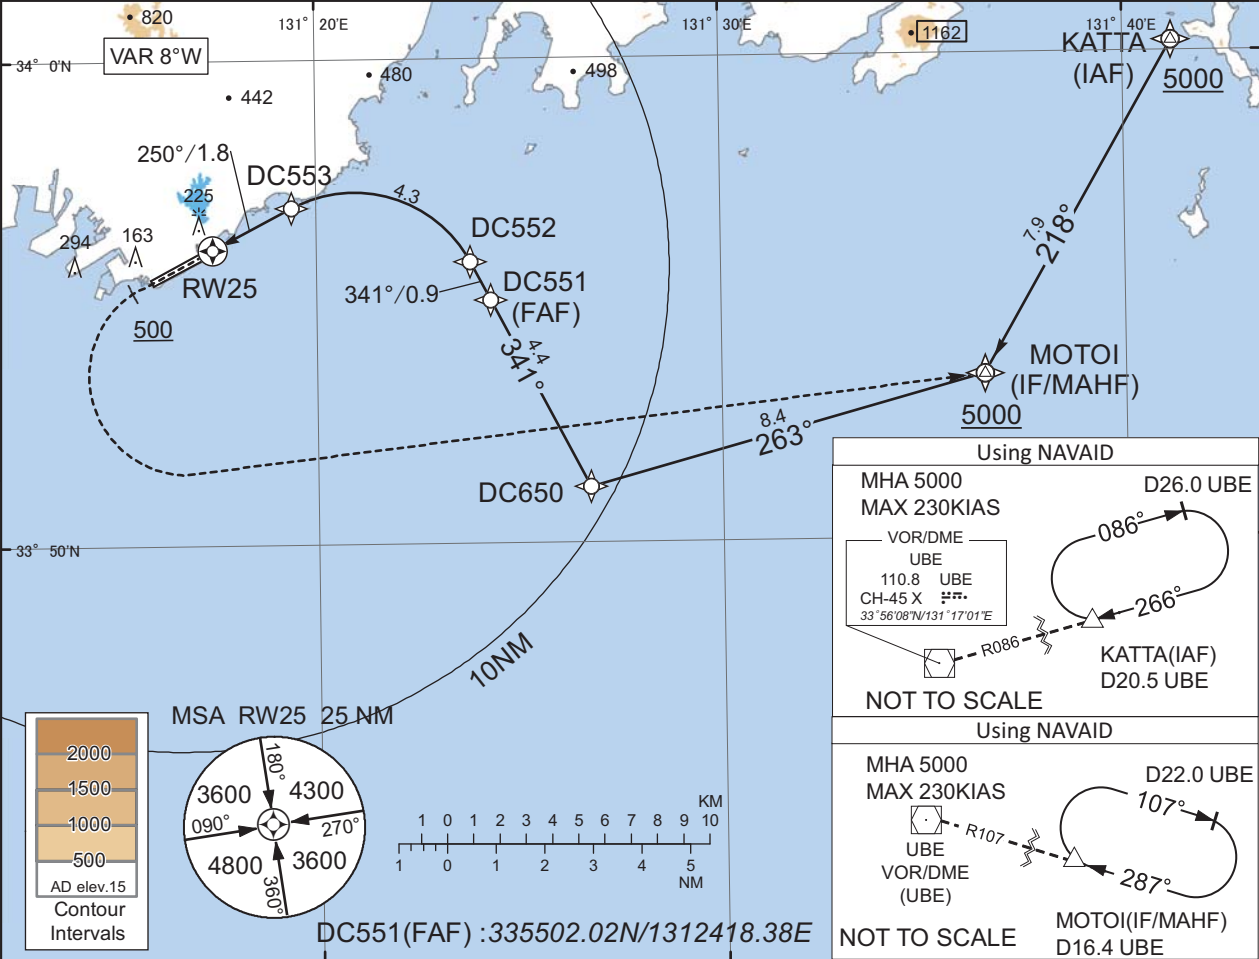 820
VAR 8°W
131° 20'E
131° 30'E
131° 40'E
1162
KATTA
(IAF)
5000
34° 0'N
480
498
442
250°/1.8
DC553
4.3
225
DC552
294
163
RW25
341°/0.9
DC551
(FAF)
500
4.4
341°
7.9
218°
MOTOI
(IF/MAHF)
5000
8.4
263°
DC650
33° 50'N
10NM
Using NAVAID
MHA 5000
MAX 230KIAS
D26.0 UBE
VOR/DME
UBE
110.8 UBE
CH-45 X
33°56'08"N/131°17'01"E
086°
266°
R086
KATTA(IAF)
D20.5 UBE
NOT TO SCALE
Using NAVAID
MHA 5000
MAX 230KIAS
D22.0 UBE
107°
R107
287°
UBE
VOR/DME
(UBE)
MOTOI(IF/MAHF)
D16.4 UBE
NOT TO SCALE
MSA RW25 25 NM
180°
3600
4300
090°
270°
4800
3600
360°
2000
1500
1000
500
AD elev.15
Contour
Intervals
KM
1 0 1 2 3 4 5 6 7 8 9 10
1 0 1 2 3 4 5
NM
DC551(FAF) :335502.02N/1312418.38E